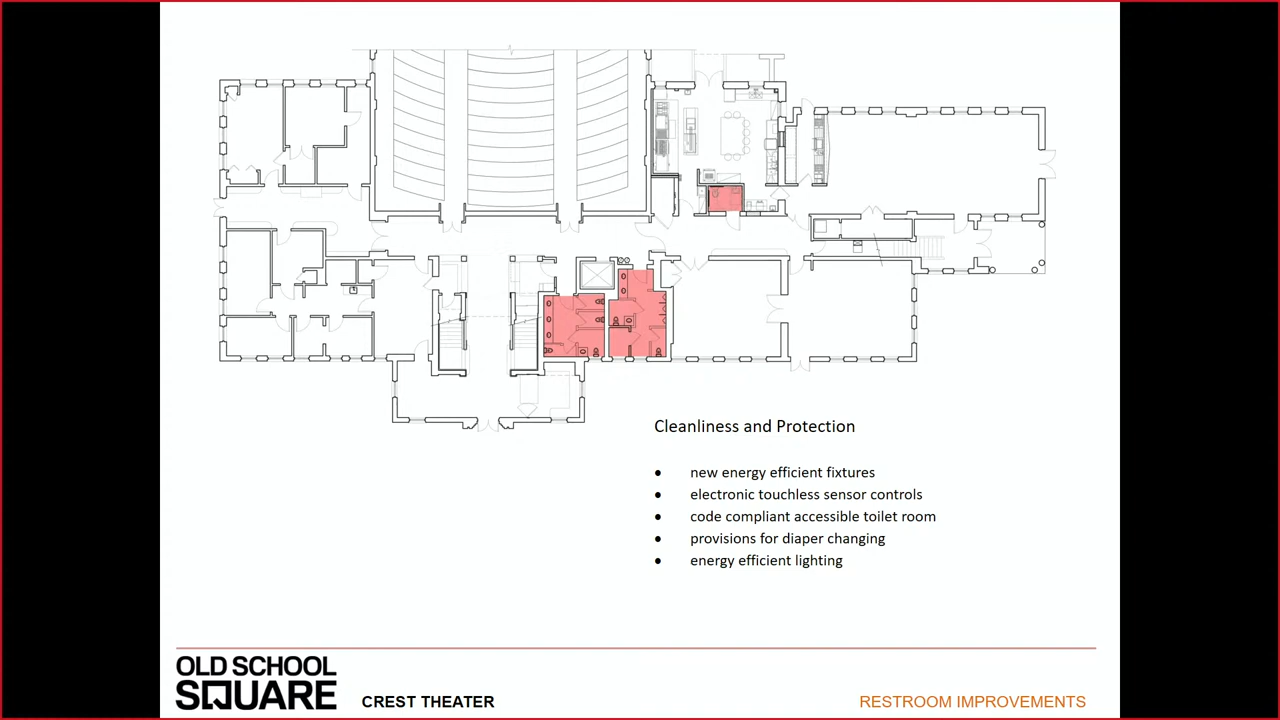 Cleanliness and Protection
• new energy efficient fixtures
• electronic touchless sensor controls
• code compliant accessible toilet room
• provisions for diaper changing
• energy efficient lighting
OLD SCHOOL
SQUARE
CREST THEATER
RESTROOM IMPROVEMENTS